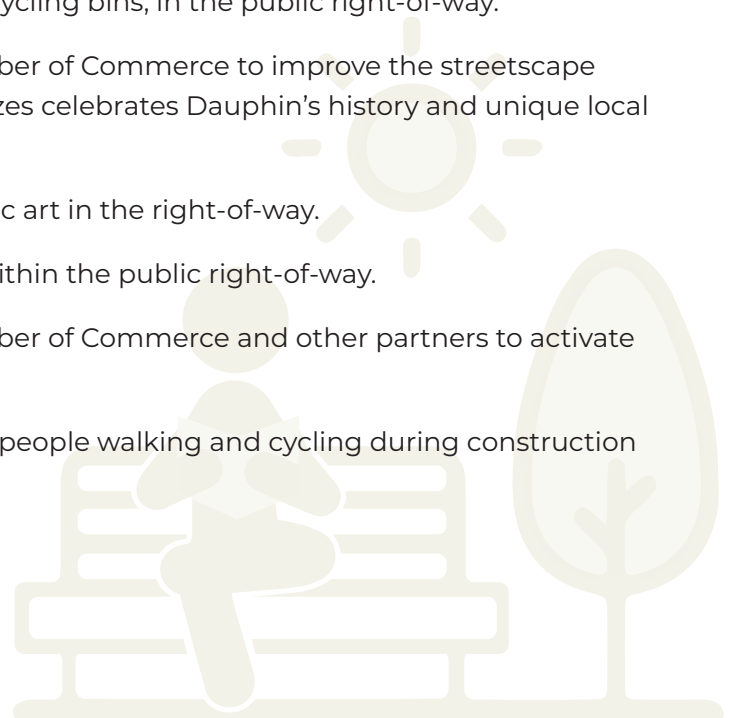 ycling bins, in the public right-of-way.
ber of Commerce to improve the streetscape
zes celebrates Dauphin’s history and unique local
c art in the right-of-way.
ithin the public right-of-way.
ber of Commerce and other partners to activate
people walking and cycling during construction